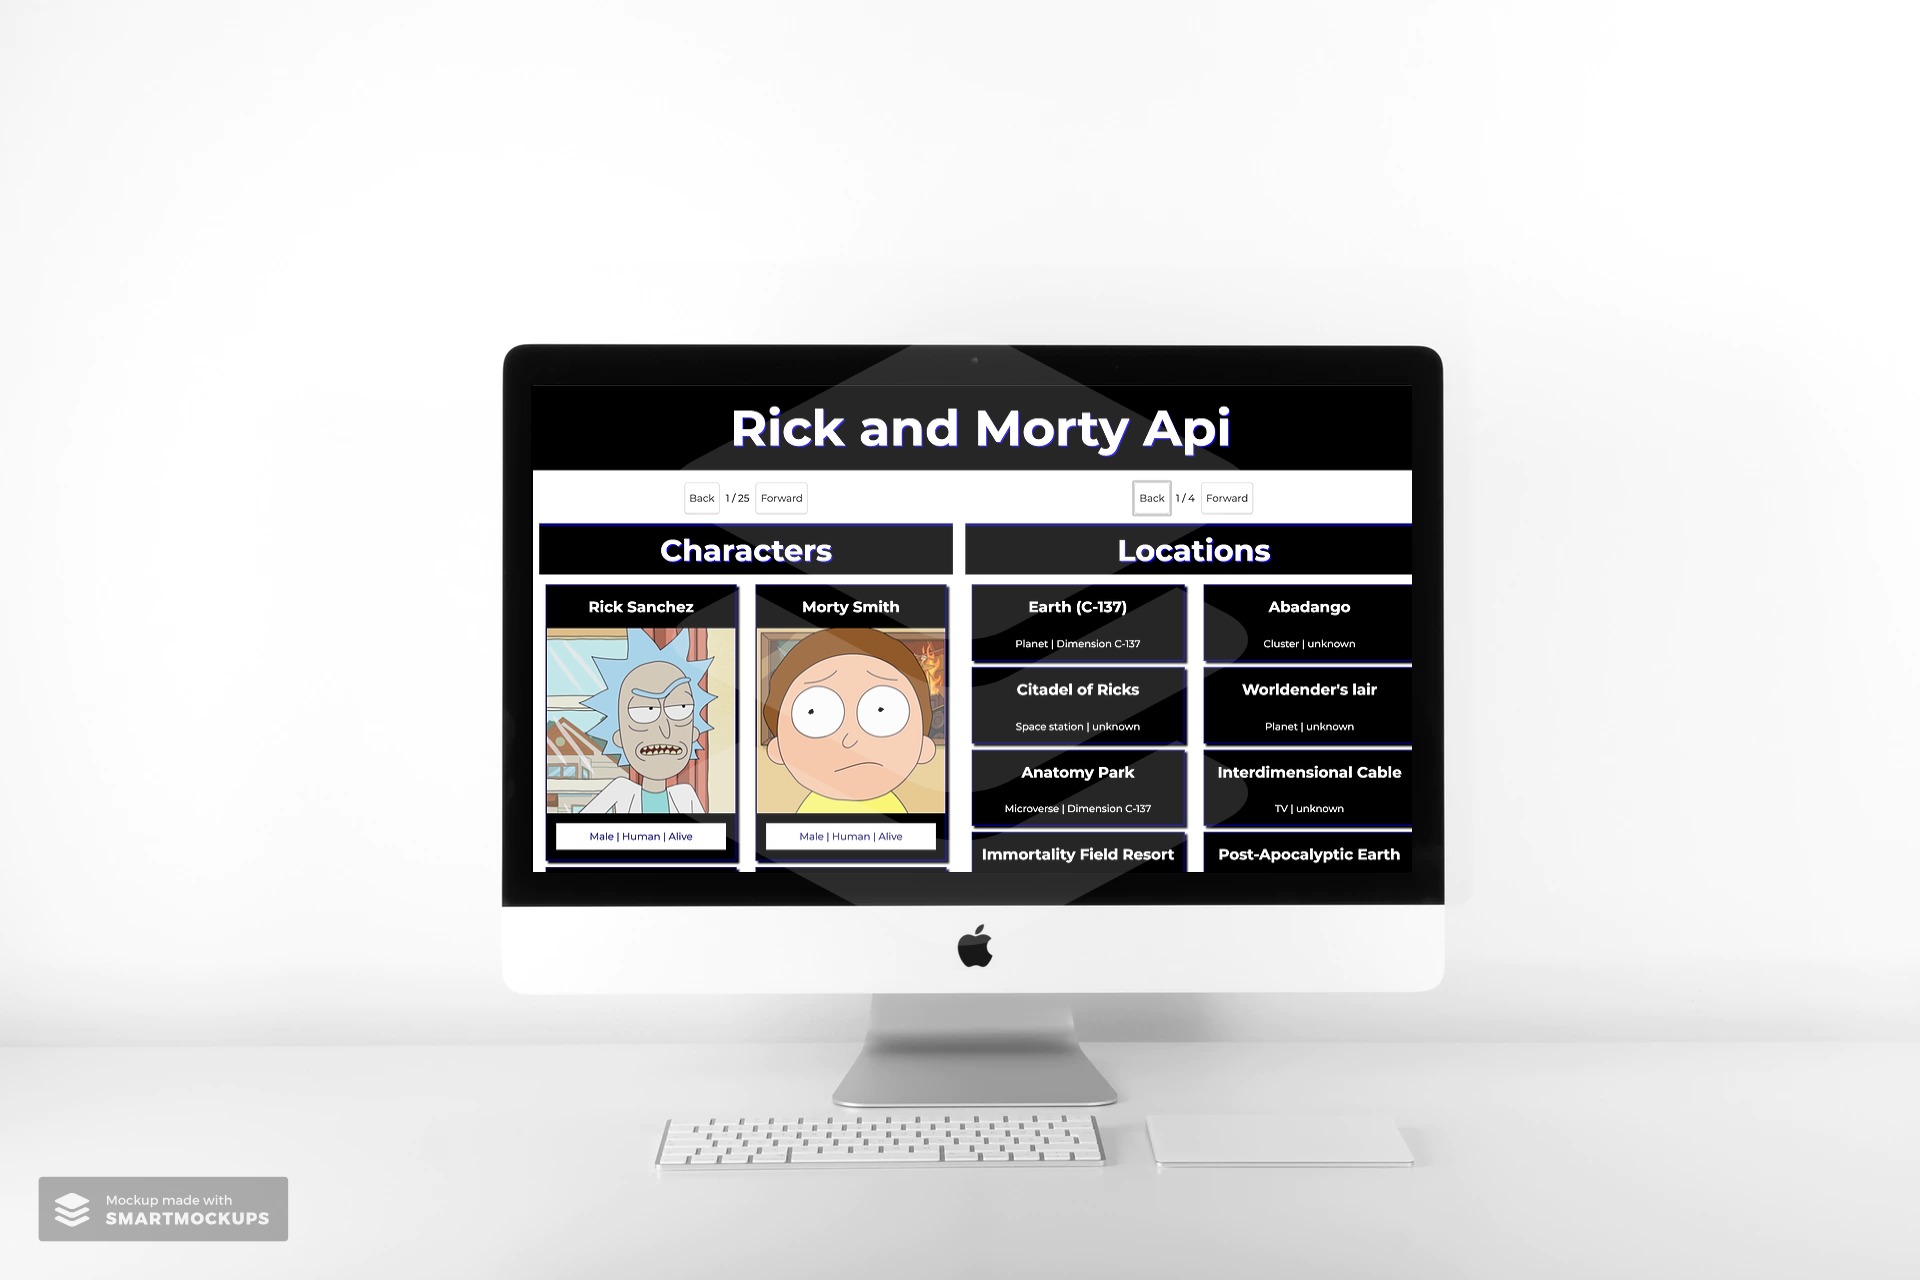 Rick and Morty Api
Back 1 / 25 Forward
Back 1 / 4 Forward
Characters
Rick Sanchez
Male | Human | Alive
Morty Smith
Male | Human | Alive
Locations
Earth (C-137)
Planet | Dimension C-137
Abadango
Cluster | unknown
Citadel of Ricks
Space station | unknown
Worldender's lair
Planet | unknown
Anatomy Park
Microverse | Dimension C-137
Interdimensional Cable
TV | unknown
Immortality Field Resort
Post-Apocalyptic Earth
Mockup made with
SMARTMOCKUPS